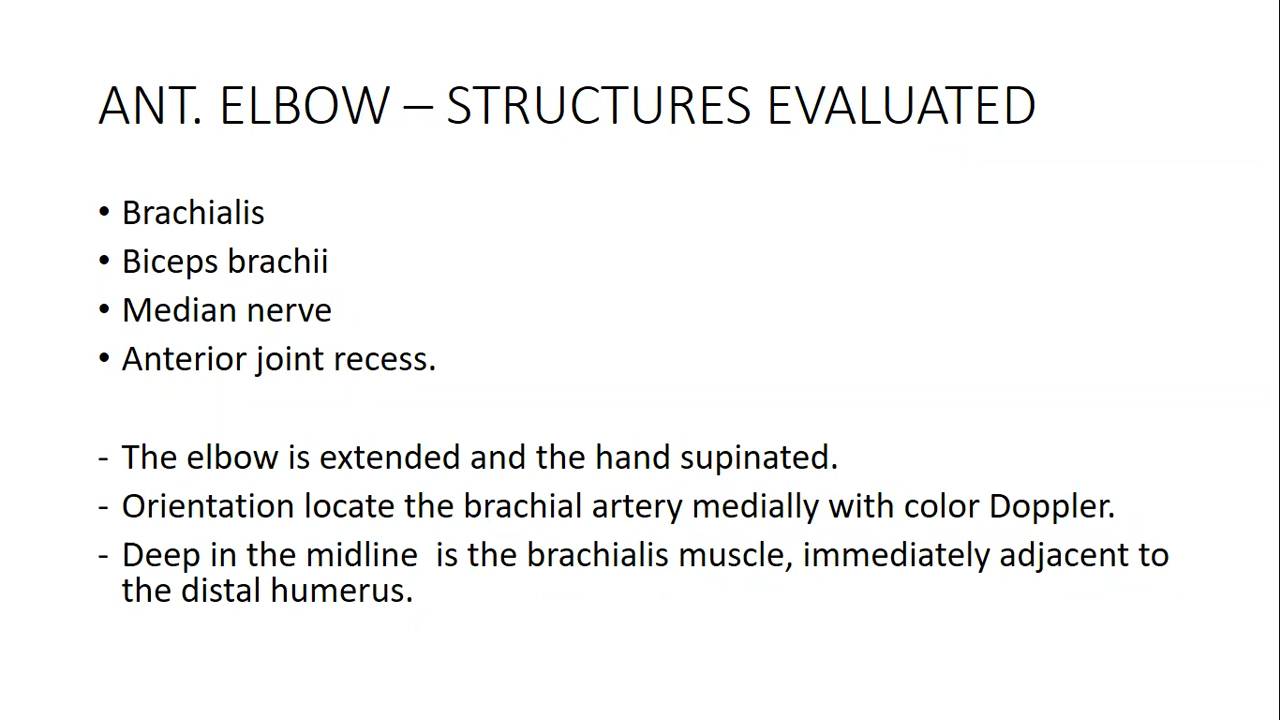 ANT. ELBOW – STRUCTURES EVALUATED
• Brachialis
• Biceps brachii
• Median nerve
• Anterior joint recess.
- The elbow is extended and the hand supinated.
- Orientation locate the brachial artery medially with color Doppler.
- Deep in the midline  is the brachialis muscle, immediately adjacent to
the distal humerus.